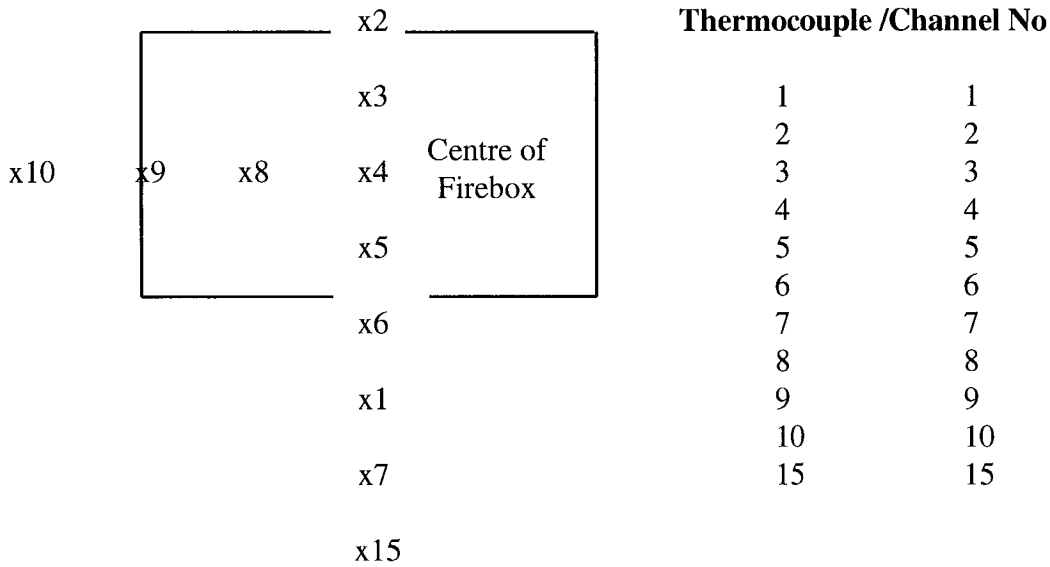 x2
x3
x10 x9 x8 x4 Centre of
Firebox
x5
x6
x1
x7
x15
Thermocouple /Channel No
1 1
2 2
3 3
4 4
5 5
6 6
7 7
8 8
9 9
10 10
15 15